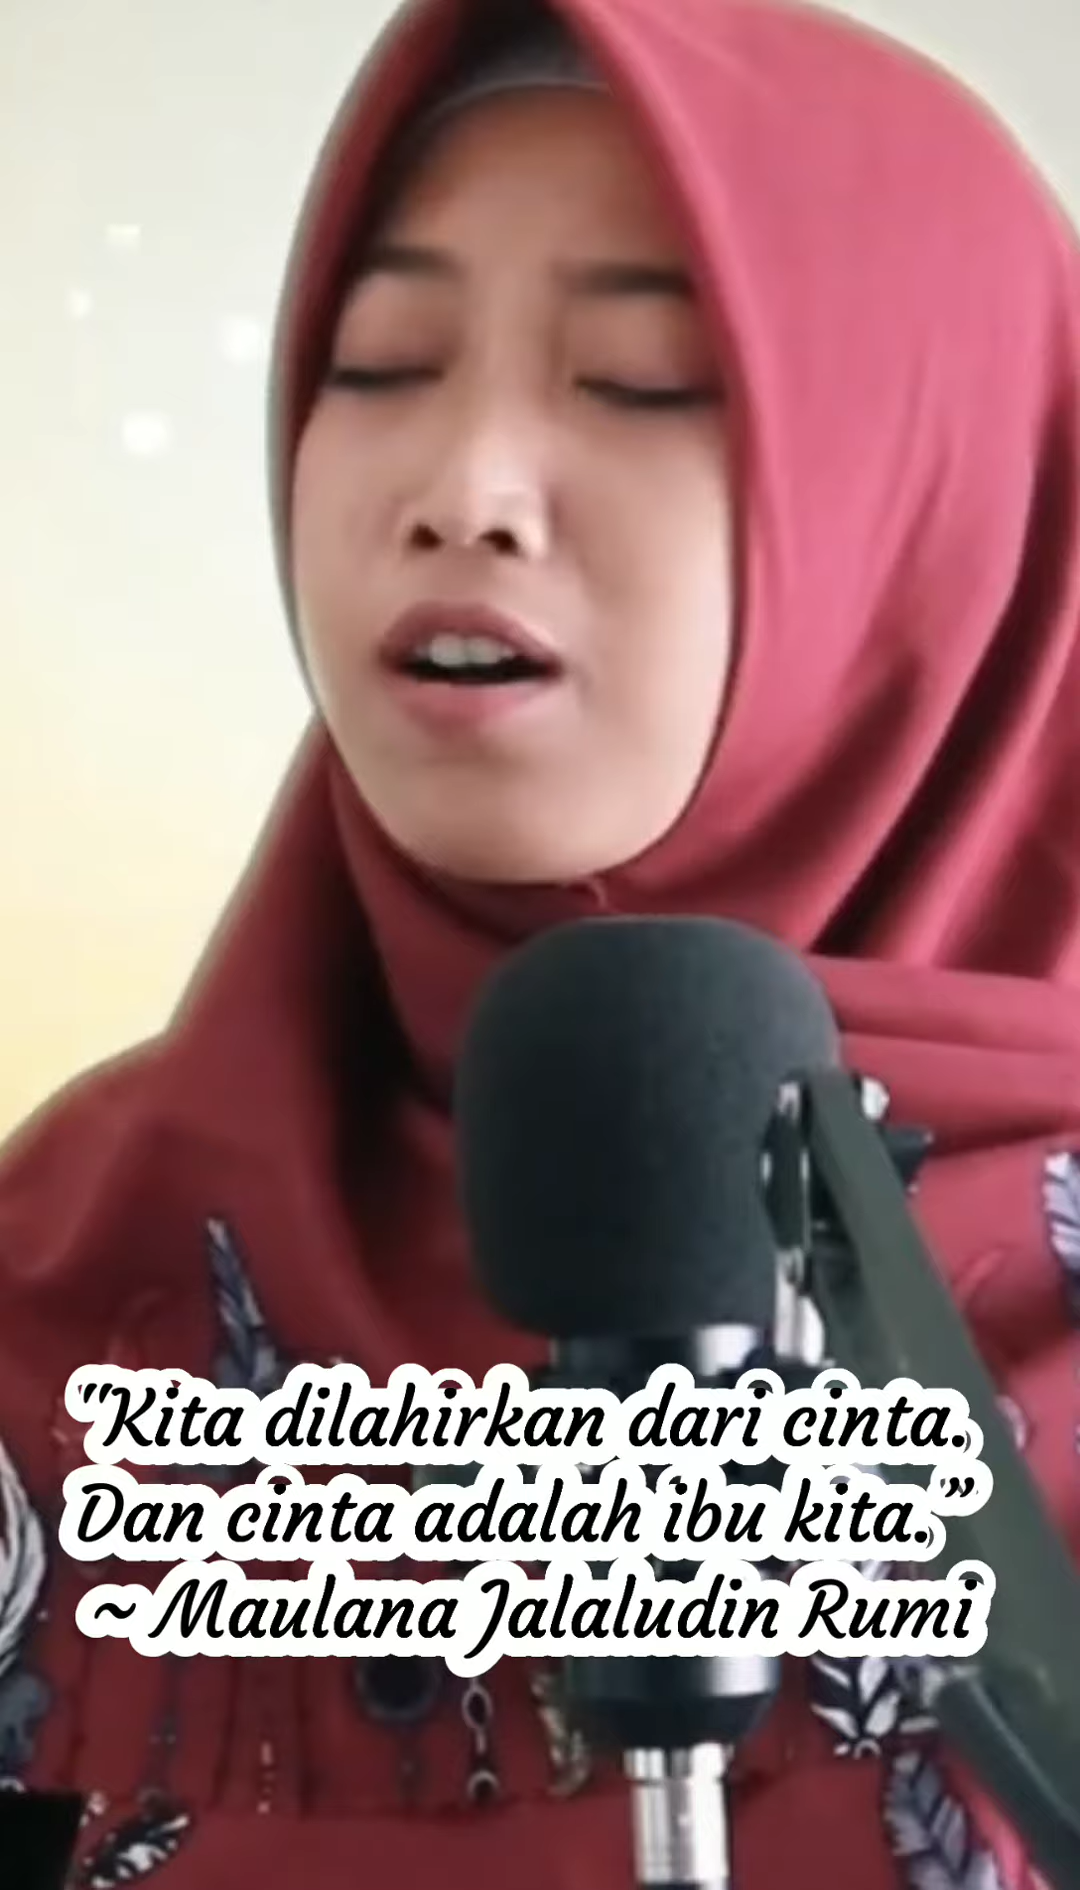 "Kita dilahirkan dari cinta.
Dan cinta adalah ibu kita."
~ Maulana Jalaludin Rumi